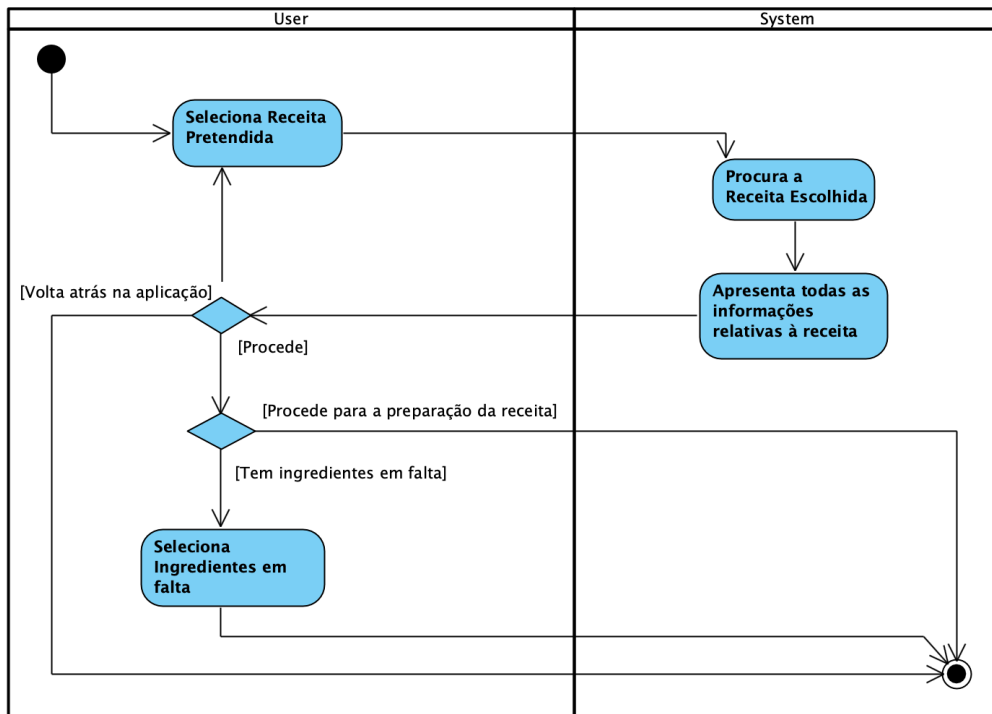 User
System
Seleciona Receita
Pretendida
Procura a
Receita Escolhida
[Volta atrás na aplicação]
Apresenta todas as
informações
relativas à receita
[Procede]
[Procede para a preparação da receita]
[Tem ingredientes em falta]
Seleciona
Ingredientes em
falta